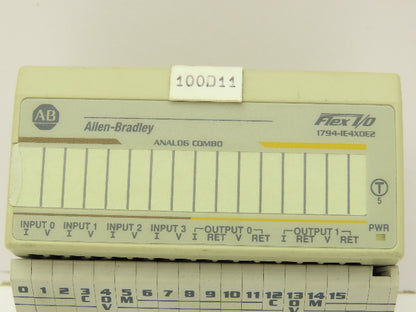 100D11
AB
Allen-Bradley
Flex I/O
1794-IE4XOE2
ANALOG COMBO
T
5
INPUT 0 INPUT 1 INPUT 2 INPUT 3 OUTPUT 0 OUTPUT 1 PWR
I V I V I V I V I RET V RET I RET V RET
0 1 2 3 4 5 6 7 8 9 10 11 12 13 14 15
C O M C O M
V V